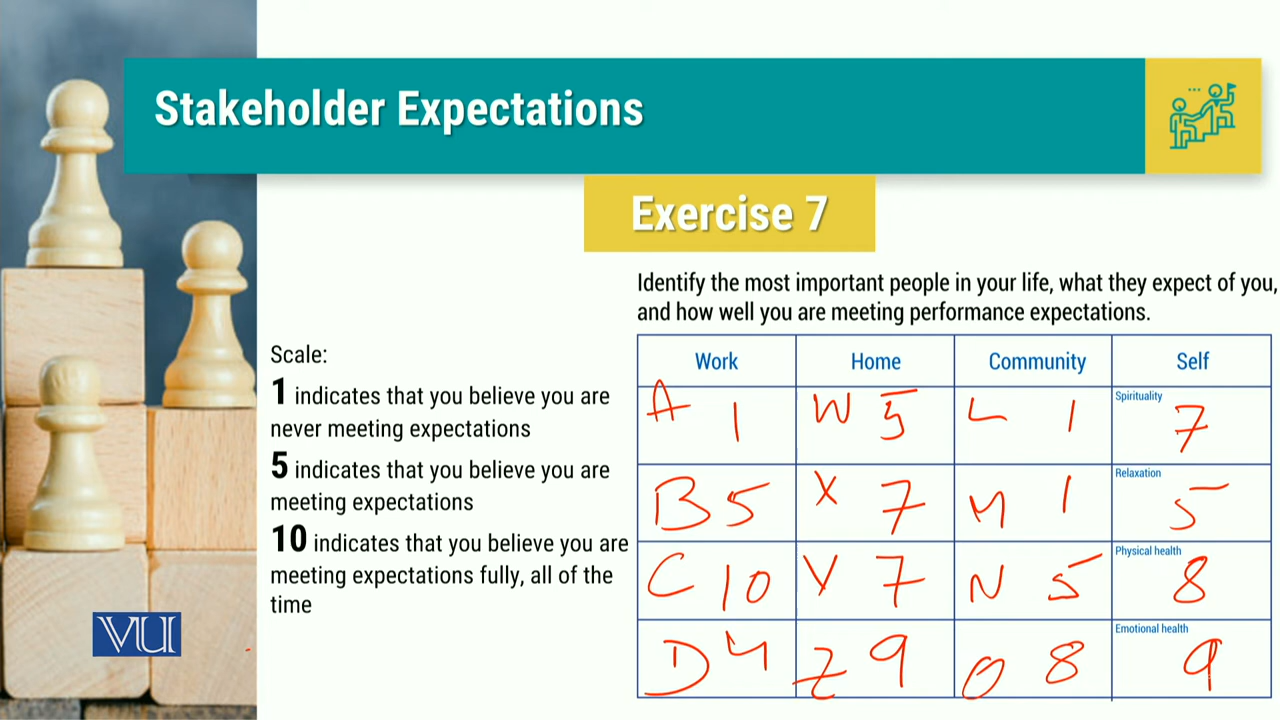 Stakeholder Expectations
Exercise 7
Identify the most important people in your life, what they expect of you,
and how well you are meeting performance expectations.
Scale:
1 indicates that you believe you are
never meeting expectations
5 indicates that you believe you are
meeting expectations
10 indicates that you believe you are
meeting expectations fully, all of the
time
Work Home Community Self
Spirituality
A 1 W 5 L 1 7
Relaxation
B 5 X 7 M 1 5
Physical health
C 10 Y 7 N 5 8
Emotional health
D 4 Z 9 O 8 9
VU